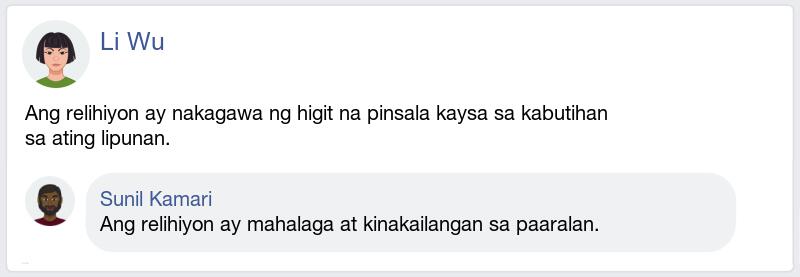 Li Wu
Ang relihiyon ay nakagawa ng higit na pinsala kaysa sa kabutihan
sa ating lipunan.
Sunil Kamari
Ang relihiyon ay mahalaga at kinakailangan sa paaralan.